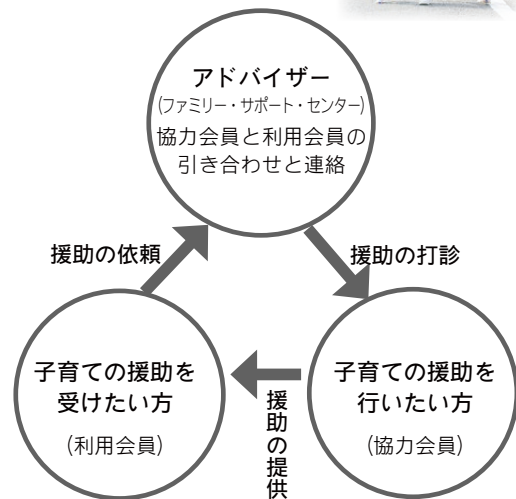 アドバイザー
(ファミリー・サポート・センター)
協力会員と利用会員の
引き合わせと連絡
援助の依頼
援助の打診
子育ての援助を
受けたい方
(利用会員)
援助の提供
子育ての援助を
行いたい方
(協力会員)